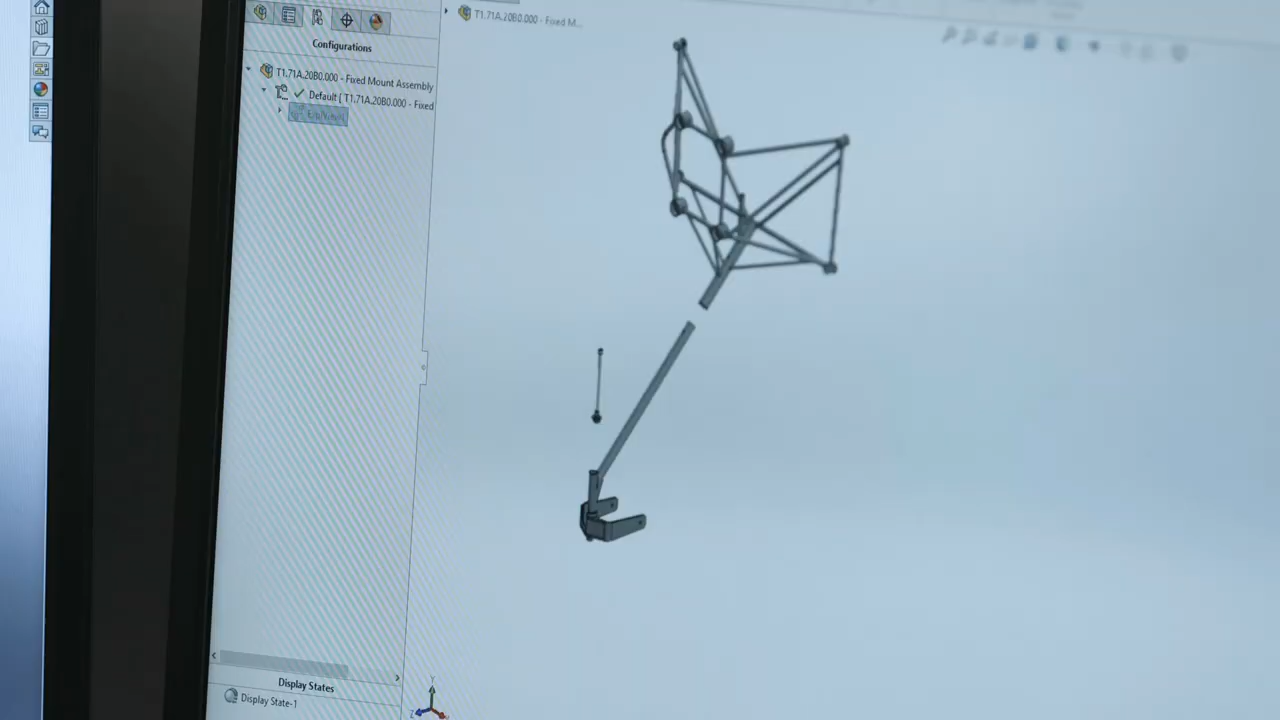 T1.71A.20B0.000 - Fixed M...
Configurations
T1.71A.20B0.000 - Fixed Mount Assembly
Default [ T1.71A.20B0.000 - Fixed
ExplView1
Display States
Display State-1
Y
Z